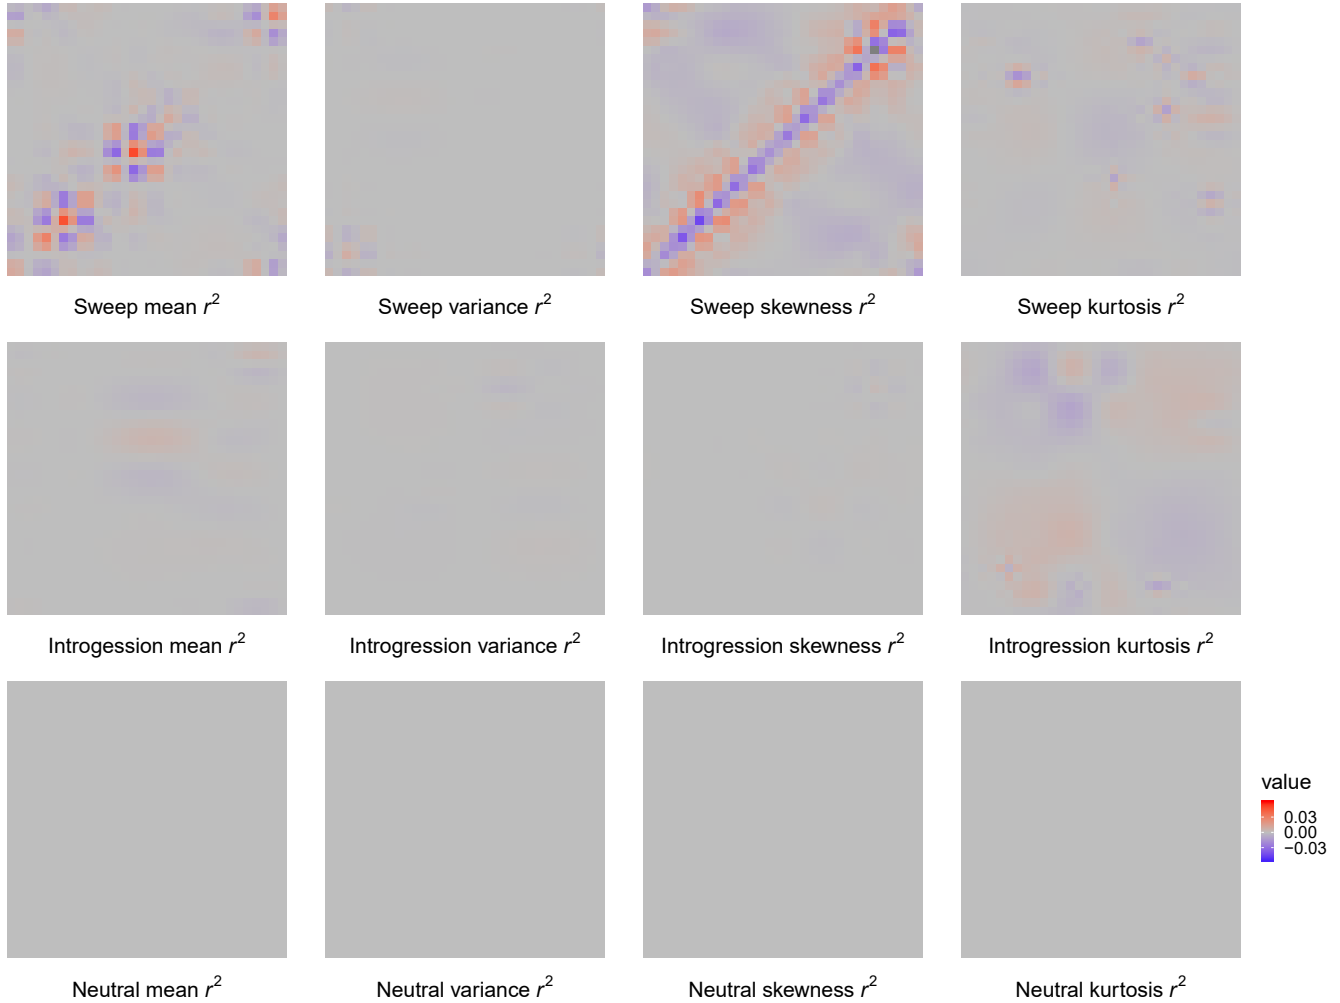 Sweep mean r²
Sweep variance r²
Sweep skewness r²
Sweep kurtosis r²
Introgession mean r²
Introgression variance r²
Introgression skewness r²
Introgression kurtosis r²
value
0.03
0.00
−0.03
Neutral mean r²
Neutral variance r²
Neutral skewness r²
Neutral kurtosis r²